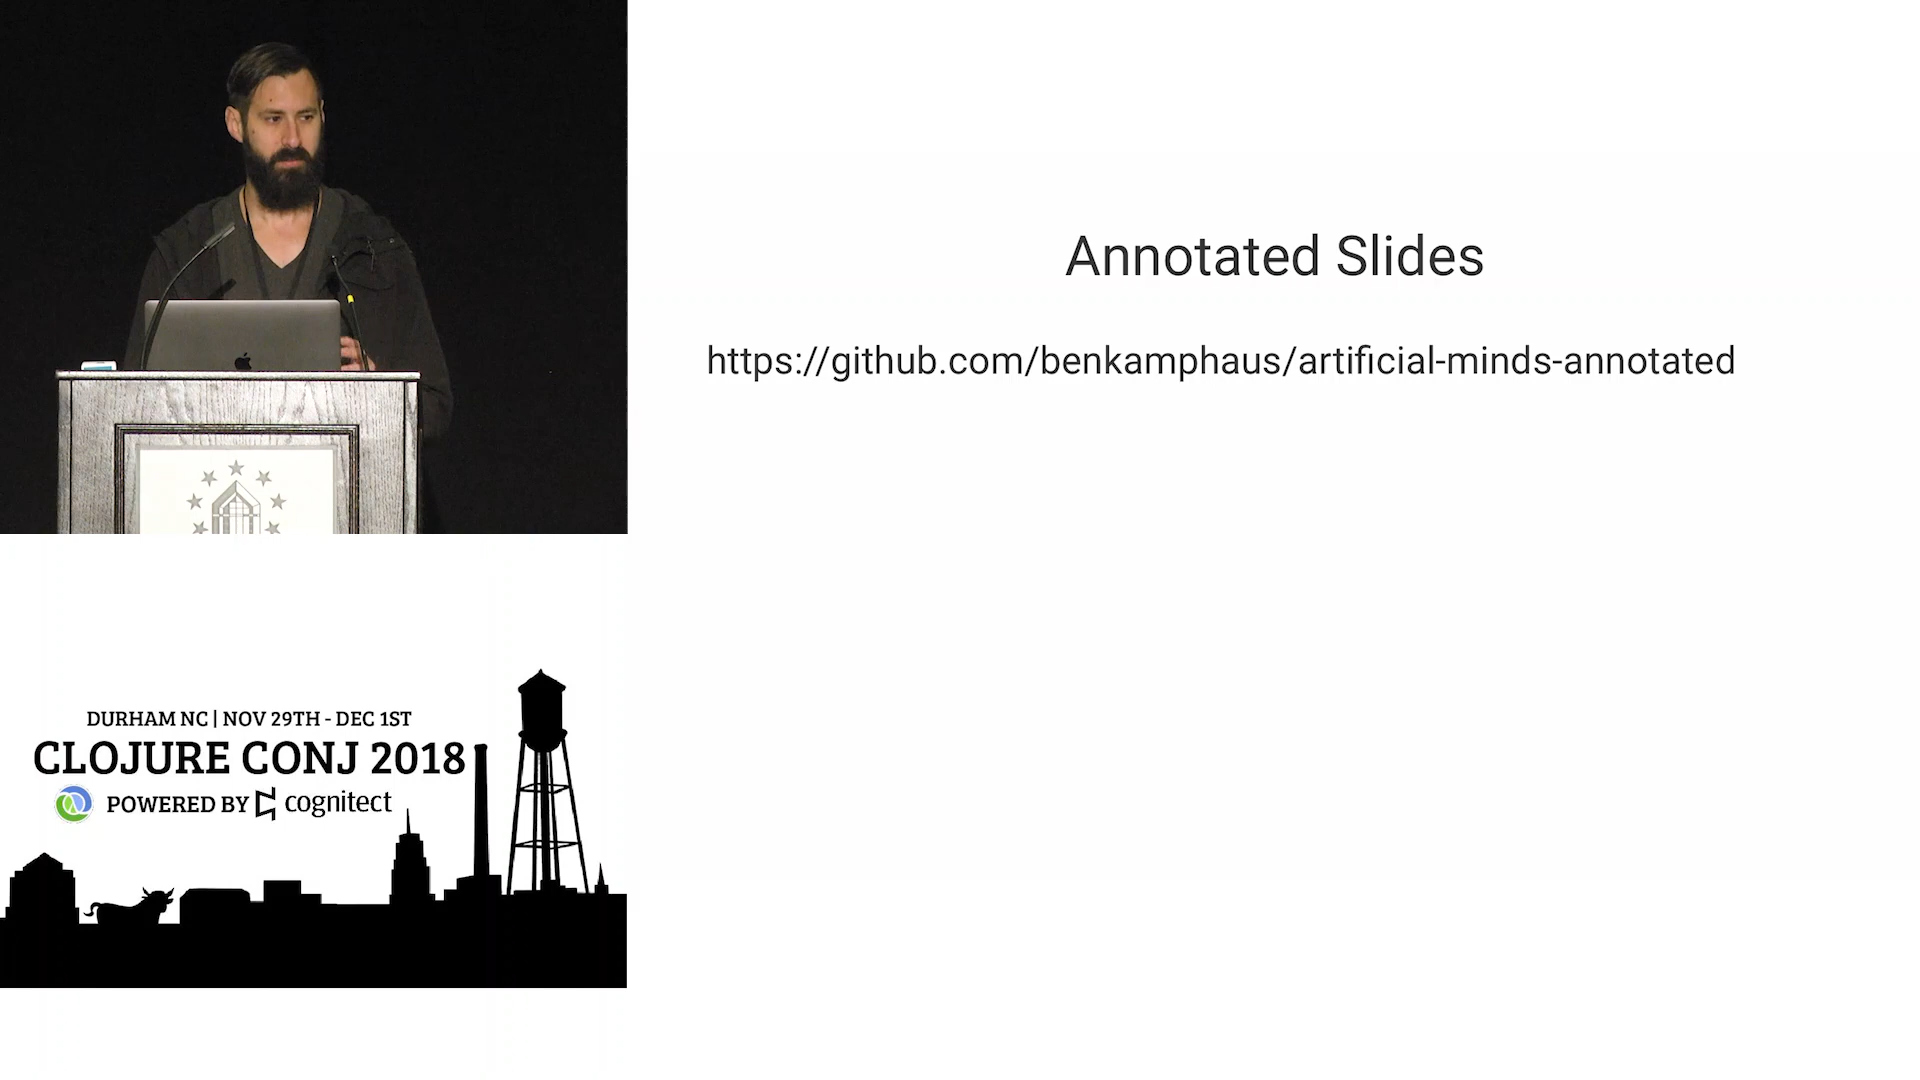 Annotated Slides
https://github.com/benkamphaus/artificial-minds-annotated
DURHAM NC | NOV 29TH - DEC 1ST
CLOJURE CONJ 2018
POWERED BY cognitect